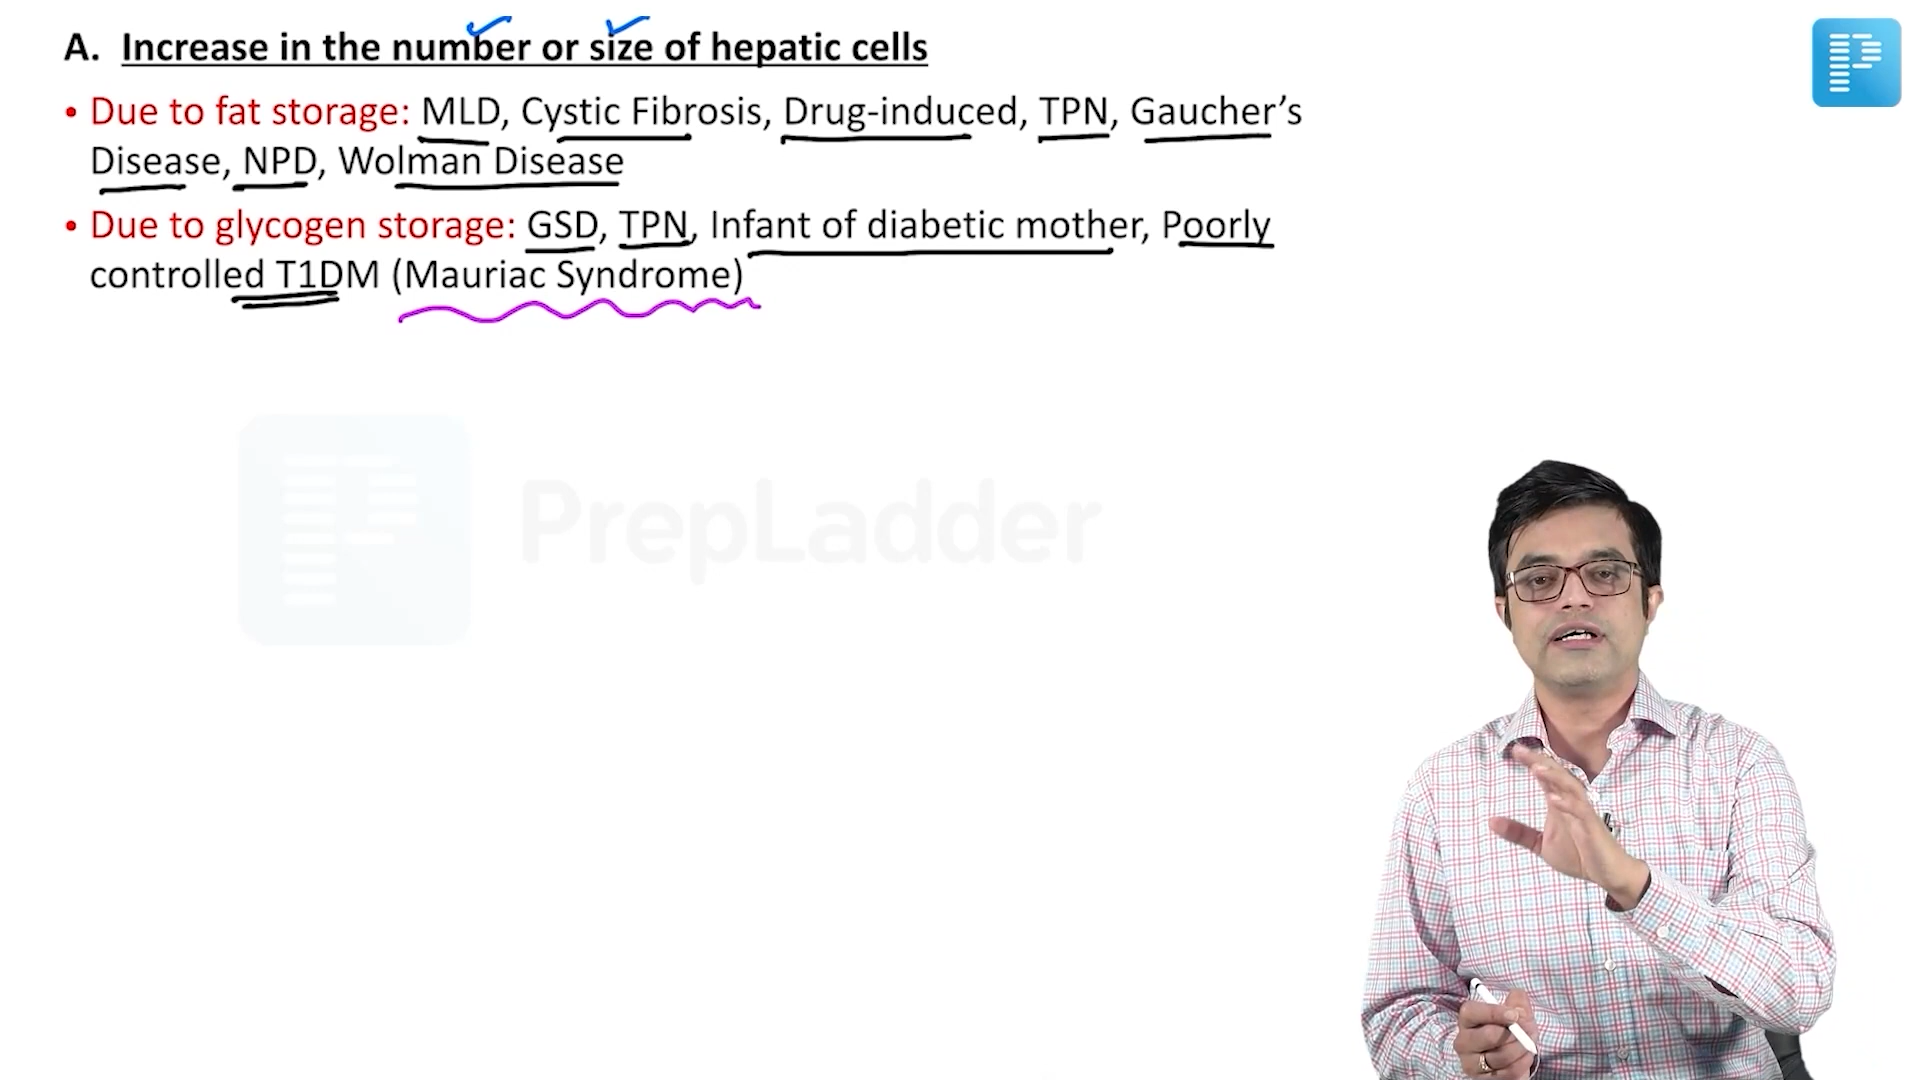 A. Increase in the number or size of hepatic cells
• Due to fat storage: MLD, Cystic Fibrosis, Drug-induced, TPN, Gaucher’s
Disease, NPD, Wolman Disease
• Due to glycogen storage: GSD, TPN, Infant of diabetic mother, Poorly
controlled T1DM (Mauriac Syndrome)
PrepLadder